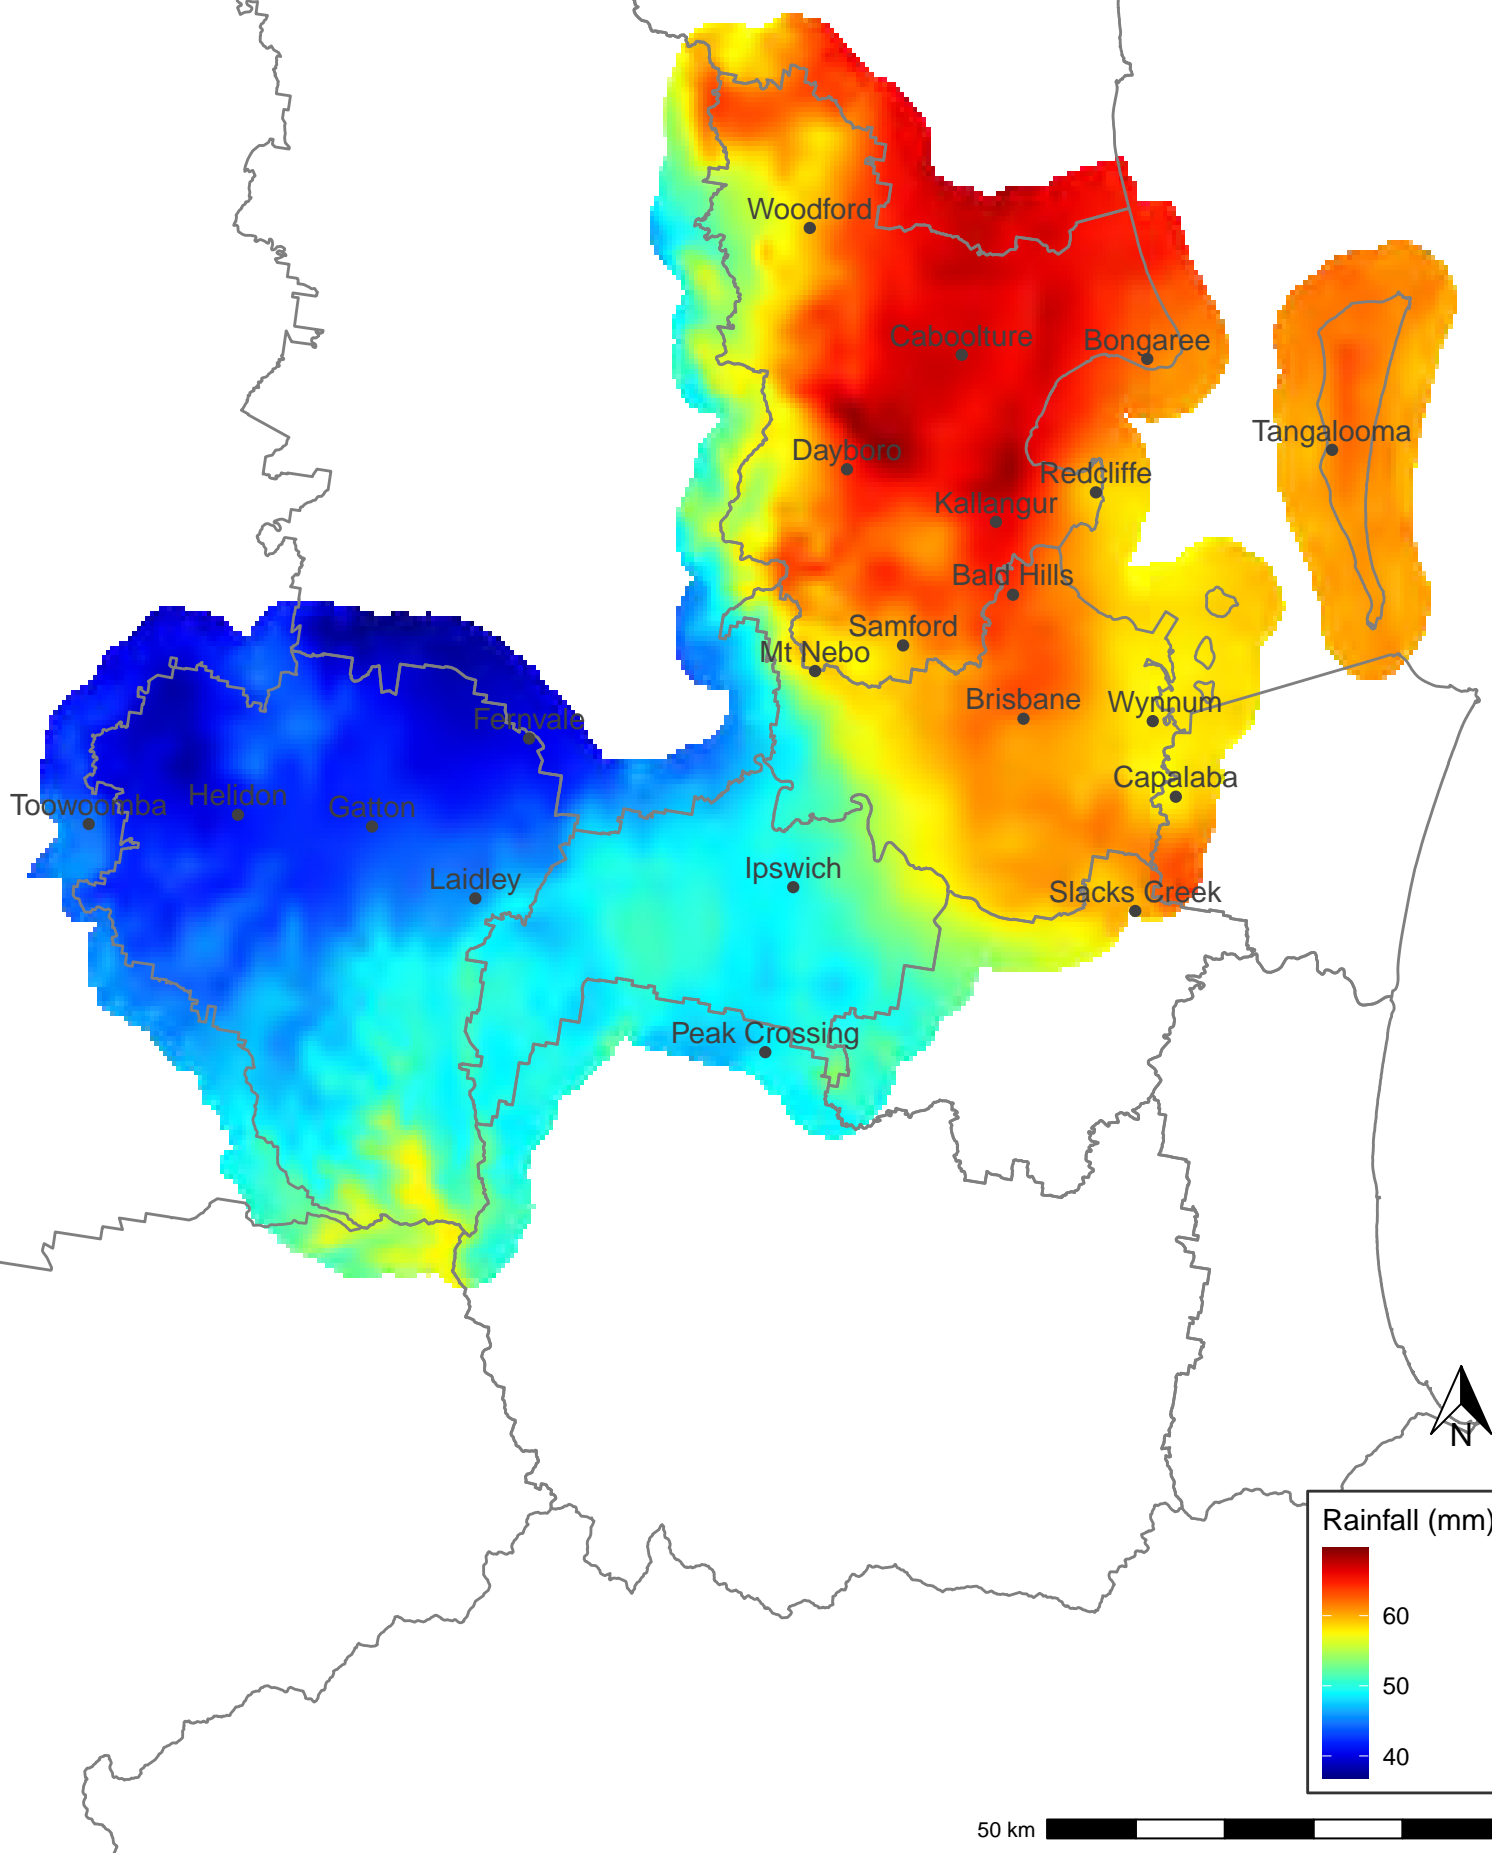 Woodford
Caboolture
Bongaree
Tangalooma
Dayboro
Redcliffe
Kallangur
Bald Hills
Samford
Mt Nebo
Brisbane
Wynnum
Fernvale
Capalaba
Toowoomba
Helidon
Gatton
Ipswich
Laidley
Slacks Creek
Peak Crossing
N
Rainfall (mm)
60
50
40
50 km